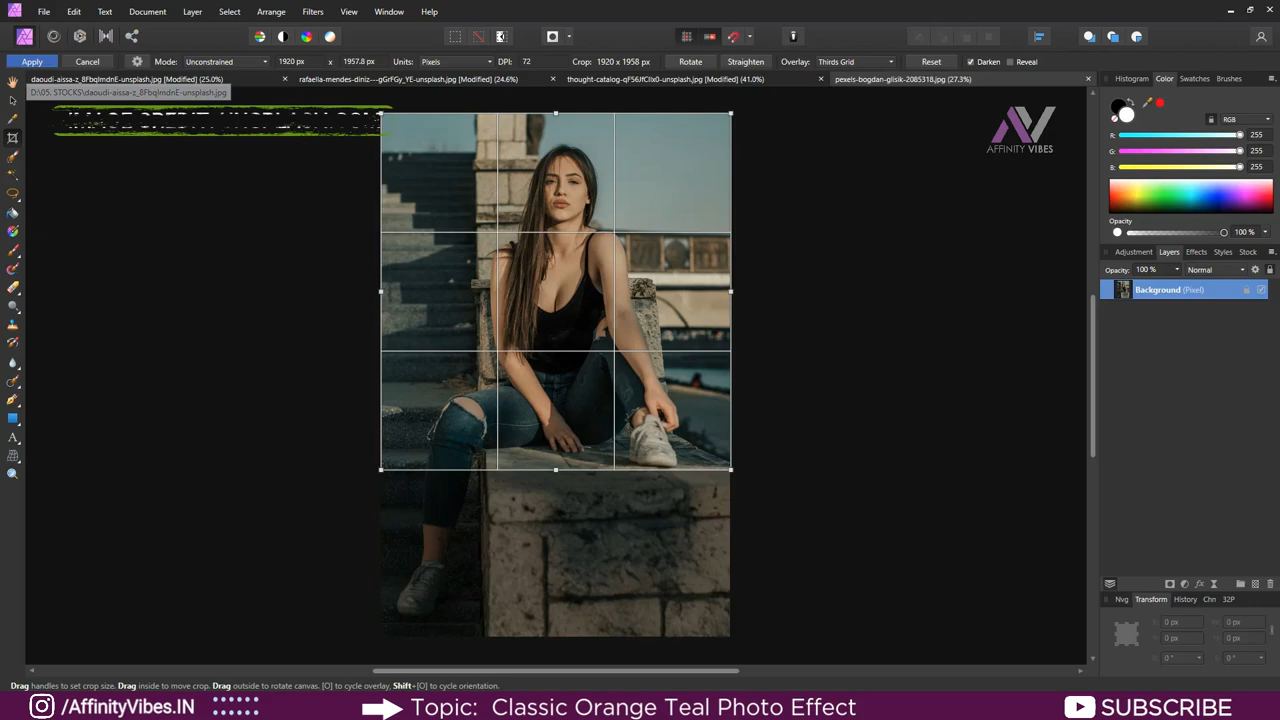 File Edit Text Document Layer Select Arrange Filters View Window Help
Apply Cancel Mode: Unconstrained 1920 px X 1957.8 px Units: Pixels DPI: 72 Crop: 1920 x 1958 px Rotate Straighten Overlay: Thirds Grid Reset Darken Reveal
daoudi-aissa-z_8FbqlmdnE-unsplash.jpg [Modified] (25.0%) rafaella-mendes-diniz---gGrfGy_YE-unsplash.jpg [Modified] (24.6%) thought-catalog-qF56JfCIlx0-unsplash.jpg [Modified] (41.0%) pexels-bogdan-glisik-2085318.jpg (27.3%)
D:\05. STOCKS\daoudi-aissa-z_8FbqlmdnE-unsplash.jpg
IMAGE CREDIT: UNSPLASH.COM
AFFINITY VIBES
Histogram Color Swatches Brushes
RGB
R: 255
G: 255
B: 255
Opacity
100 %
Adjustment Layers Effects Styles Stock
Opacity: 100 % Normal
Background (Pixel)
Nvg Transform History Chn 32P
X: 0 px W: 0 px
Y: 0 px H: 0 px
R: 0 ° S: 0 °
Drag handles to set crop size. Drag inside to move crop. Drag outside to rotate canvas. [O] to cycle overlay, Shift+[O] to cycle orientation.
/AffinityVibes.IN Topic: Classic Orange Teal Photo Effect SUBSCRIBE